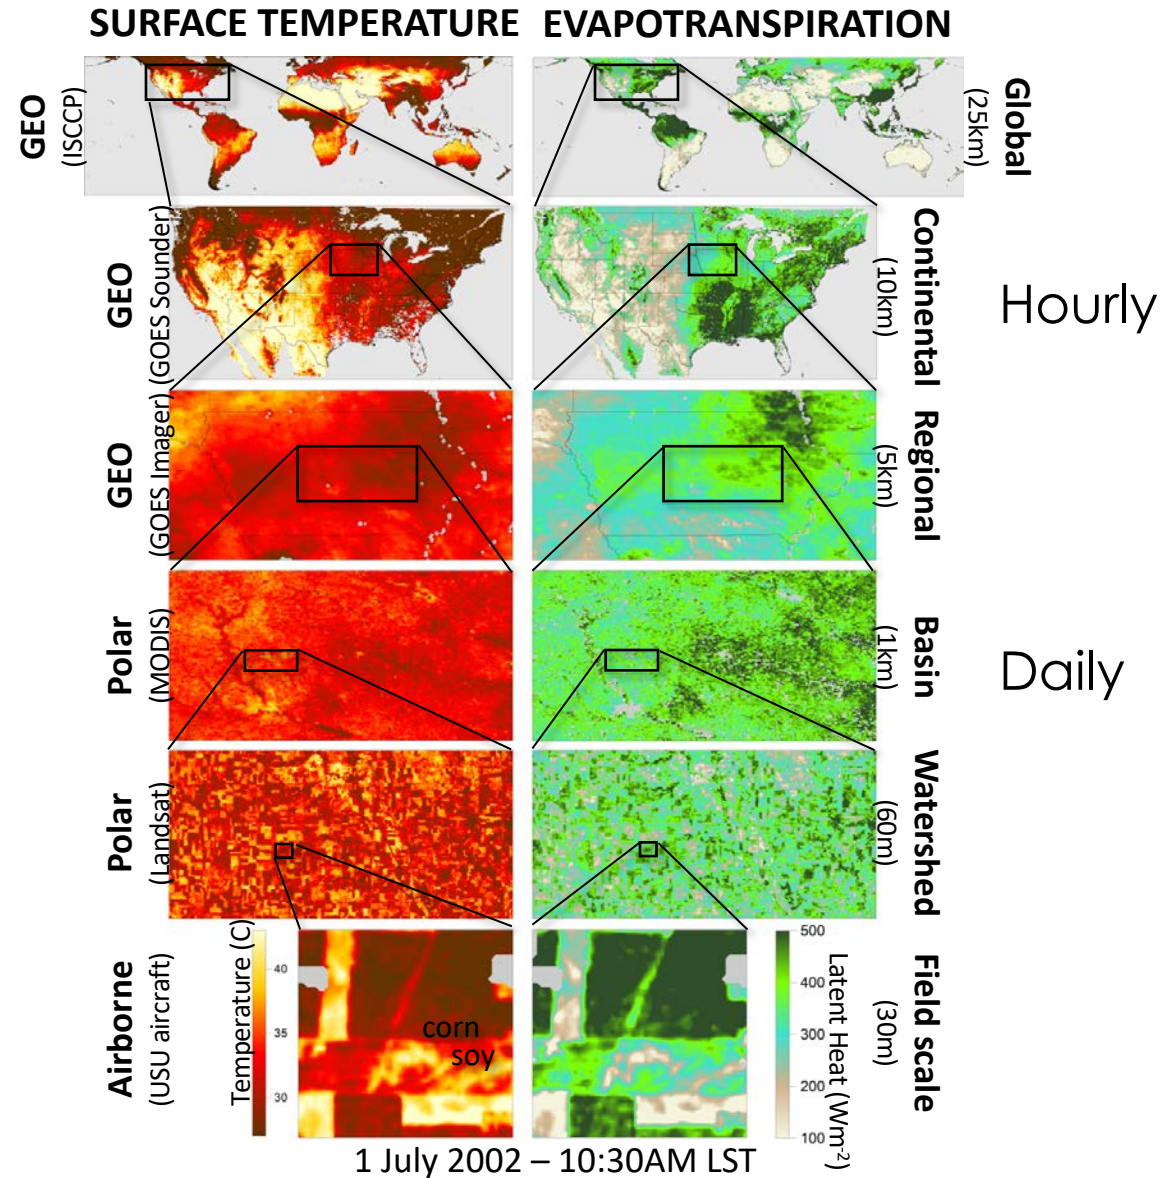 SURFACE TEMPERATURE
EVAPOTRANSPIRATION
GEO
(ISCCP)
Global
(25km)
GEO
(GOES Sounder)
Continental
(10km)
Hourly
GEO
(GOES Imager)
Regional
(5km)
Polar
(MODIS)
Basin
(1km)
Daily
Polar
(Landsat)
Watershed
(60m)
Airborne
(USU aircraft)
Temperature (C)
40
35
30
corn
soy
500
400
300
200
100
Latent Heat (Wm-2)
Field scale
(30m)
1 July 2002 – 10:30AM LST